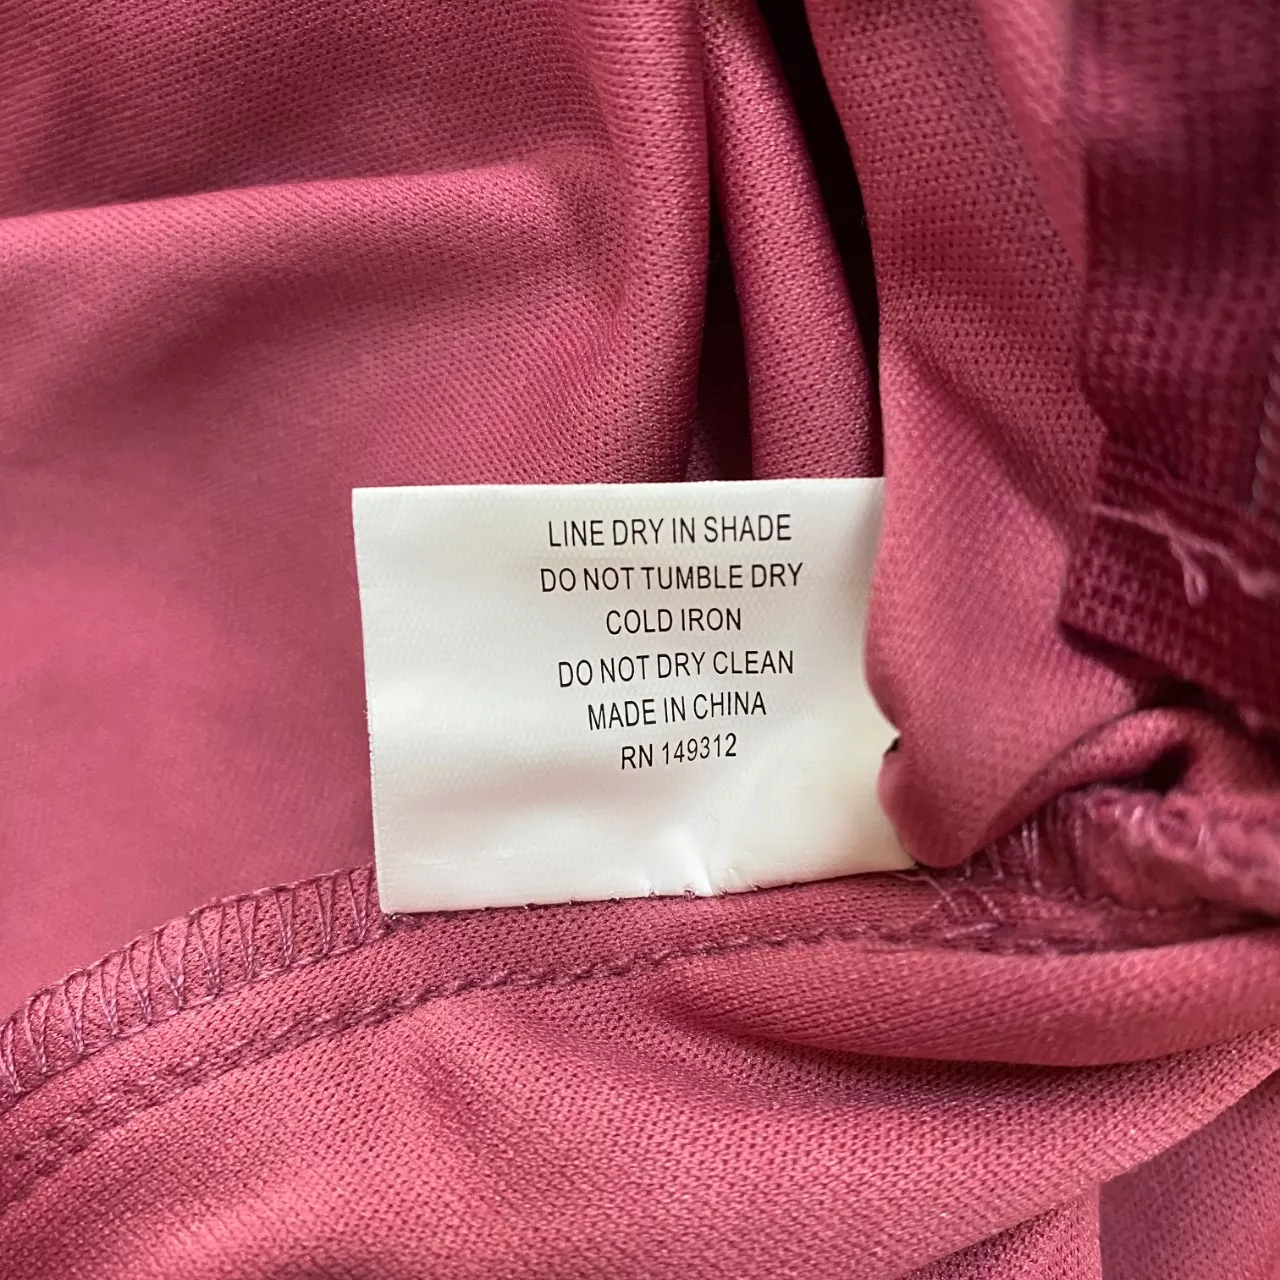 LINE DRY IN SHADE
DO NOT TUMBLE DRY
COLD IRON
DO NOT DRY CLEAN
MADE IN CHINA
RN 149312